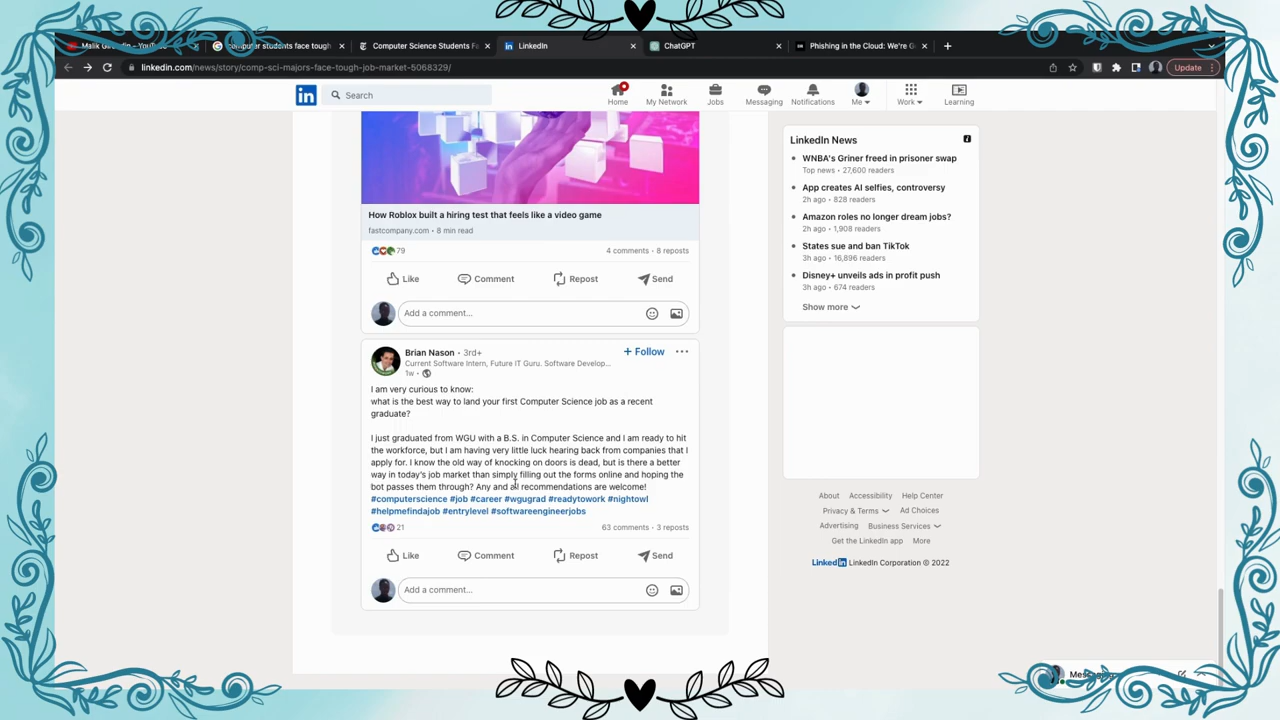 Malik Gi YouTube
computer students face tough
Computer Science Students Fa
LinkedIn
ChatGPT
Phishing in the Cloud: We're G
linkedin.com/news/story/comp-sci-majors-face-tough-job-market-5068329/
Update
in
Search
Home
My Network
Jobs
Messaging
Notifications
Me
Work
Learning
How Roblox built a hiring test that feels like a video game
fastcompany.com • 8 min read
79
4 comments • 8 reposts
Like
Comment
Repost
Send
Add a comment...
Brian Nason • 3rd+
+ Follow
Current Software Intern, Future IT Guru. Software Develop...
1w •
I am very curious to know:
what is the best way to land your first Computer Science job as a recent
graduate?
I just graduated from WGU with a B.S. in Computer Science and I am ready to hit
the workforce, but I am having very little luck hearing back from companies that I
apply for. I know the old way of knocking on doors is dead, but is there a better
way in today's job market than simply filling out the forms online and hoping the
bot passes them through? Any and all recommendations are welcome!
#computerscience #job #career #wgugrad #readytowork #nightowl
#helpmefindajob #entrylevel #softwareengineerjobs
21
63 comments • 3 reposts
Like
Comment
Repost
Send
Add a comment...
LinkedIn News
WNBA's Griner freed in prisoner swap
Top news • 27,600 readers
App creates AI selfies, controversy
2h ago • 828 readers
Amazon roles no longer dream jobs?
2h ago • 1,908 readers
States sue and ban TikTok
3h ago • 16,896 readers
Disney+ unveils ads in profit push
3h ago • 674 readers
Show more
About
Accessibility
Help Center
Privacy & Terms
Ad Choices
Advertising
Business Services
Get the LinkedIn app
More
LinkedIn LinkedIn Corporation © 2022